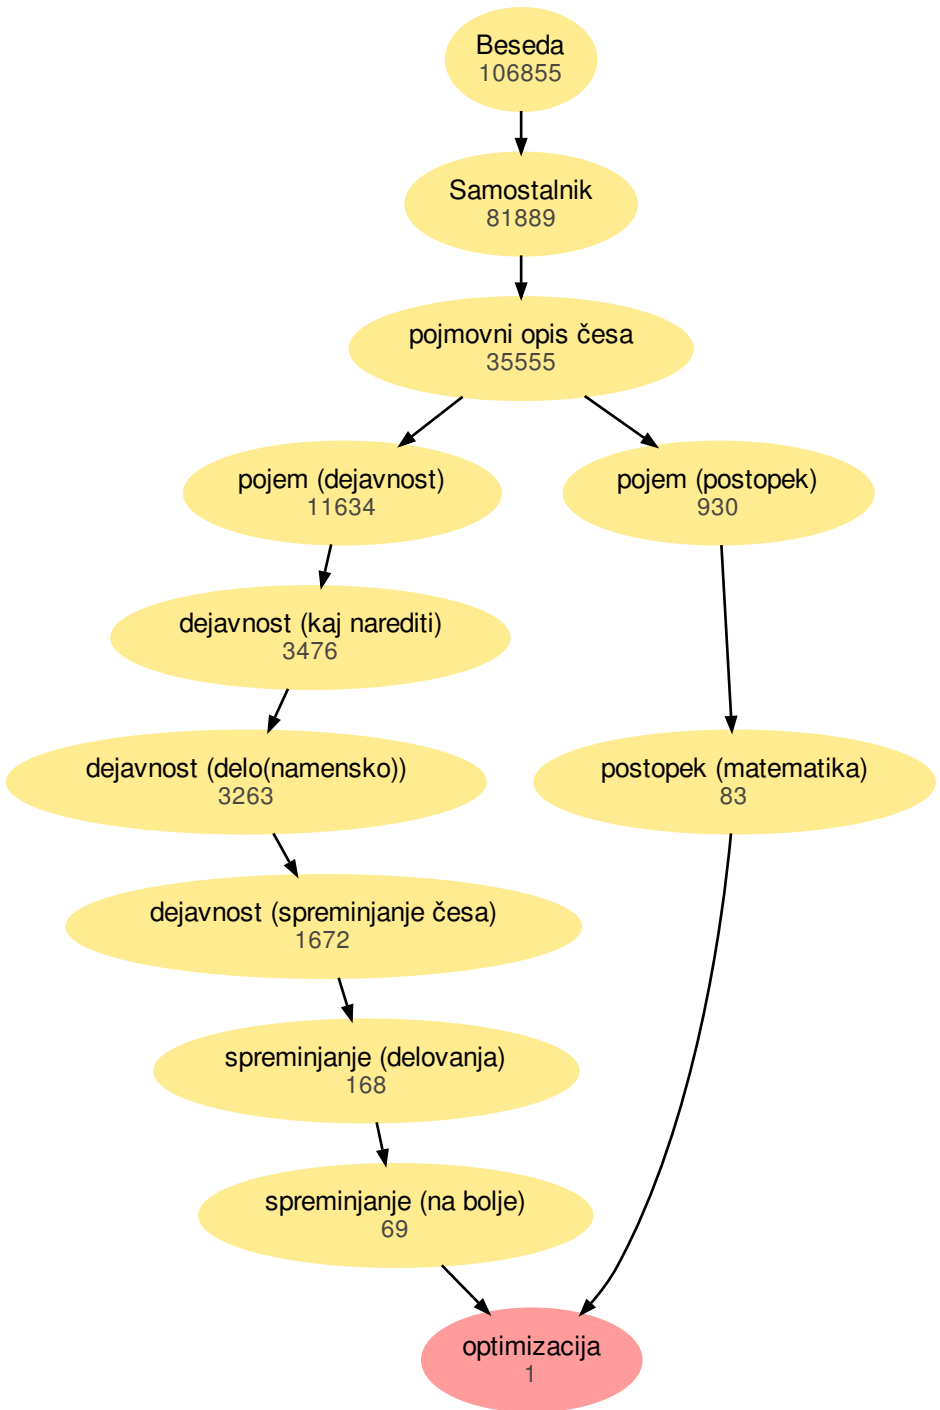 Beseda
106855
Samostalnik
81889
pojmovni opis česa
35555
pojem (dejavnost)
11634
pojem (postopek)
930
dejavnost (kaj narediti)
3476
dejavnost (delo(namensko))
3263
postopek (matematika)
83
dejavnost (spreminjanje česa)
1672
spreminjanje (delovanja)
168
spreminjanje (na bolje)
69
optimizacija
1